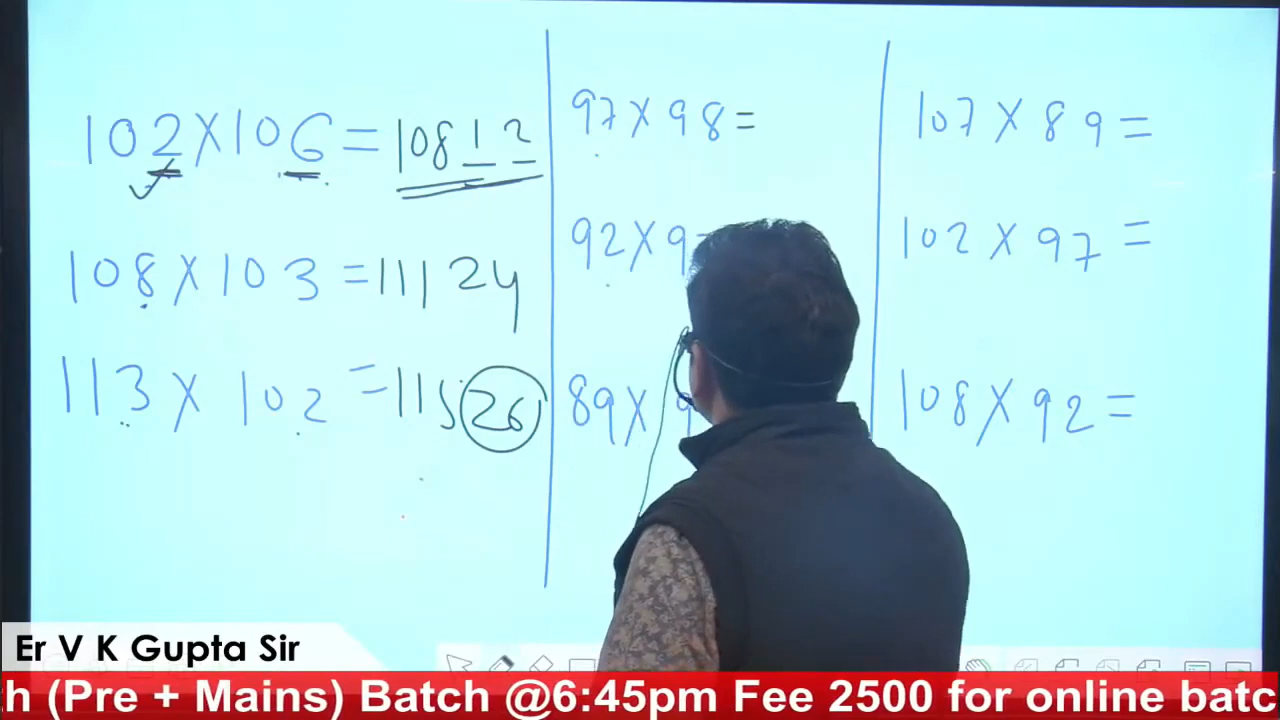 102 X 106 = 10812
108 X 103 = 11124
113 X 102 = 11526
97 X 98 =
92 X 9
89 X 9
107 X 89 =
102 X 97 =
108 X 92 =
Er V K Gupta Sir
h (Pre + Mains) Batch @6:45pm Fee 2500 for online batc